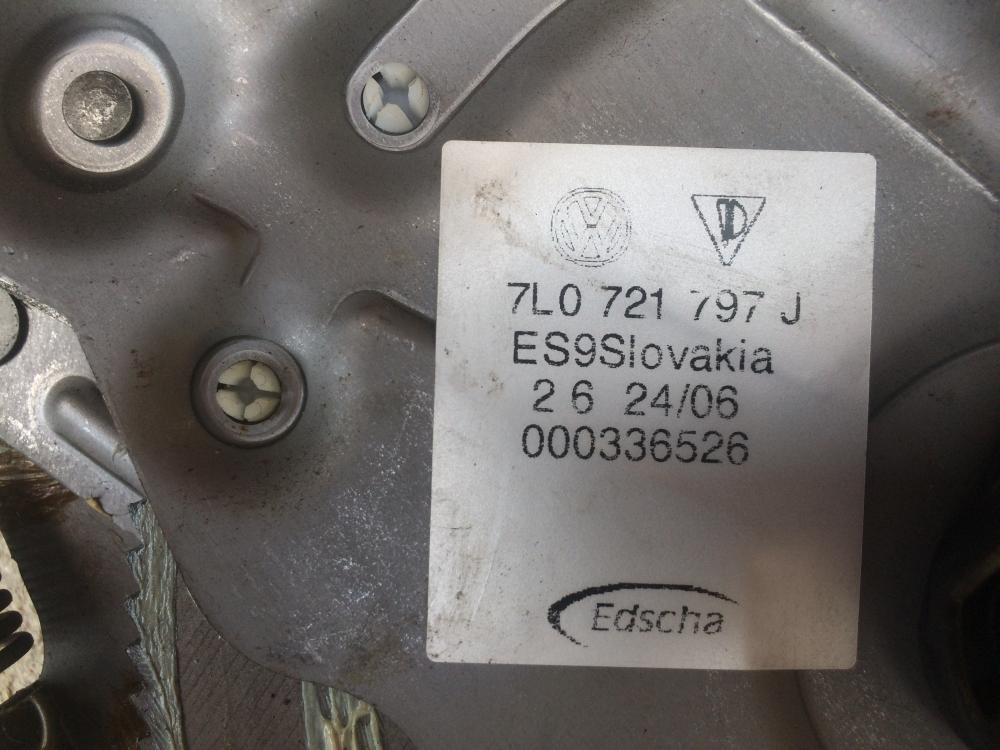 VW
D
7L0 721 797 J
ES9Slovakia
2 6 24/06
000336526
Edscha